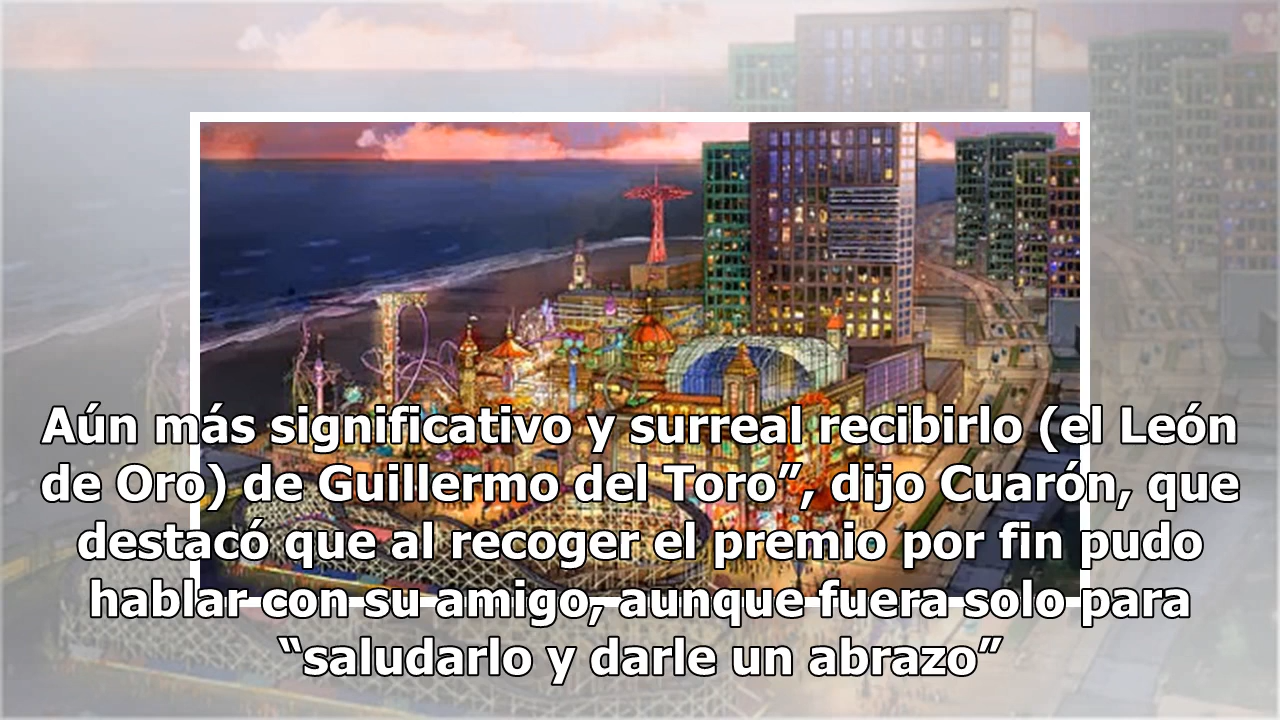 Aún más significativo y surreal recibirlo (el León
de Oro) de Guillermo del Toro”, dijo Cuarón, que
destacó que al recoger el premio por fin pudo
hablar con su amigo, aunque fuera solo para
“saludarlo y darle un abrazo”